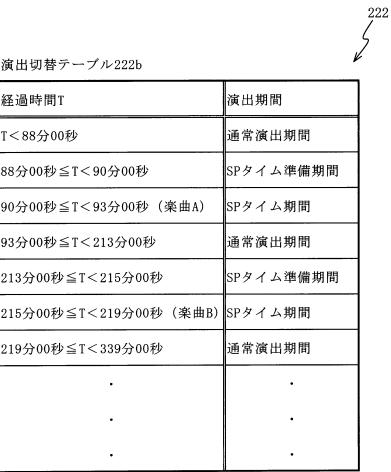 222
演出切替テーブル222b
経過時間T 演出期間
T<88分00秒 通常演出期間
88分00秒≦T<90分00秒 SPタイム準備期間
90分00秒≦T<93分00秒 (楽曲A) SPタイム期間
93分00秒≦T<213分00秒 通常演出期間
213分00秒≦T<215分00秒 SPタイム準備期間
215分00秒≦T<219分00秒 (楽曲B) SPタイム期間
219分00秒≦T<339分00秒 通常演出期間
・ ・
・ ・
・ ・